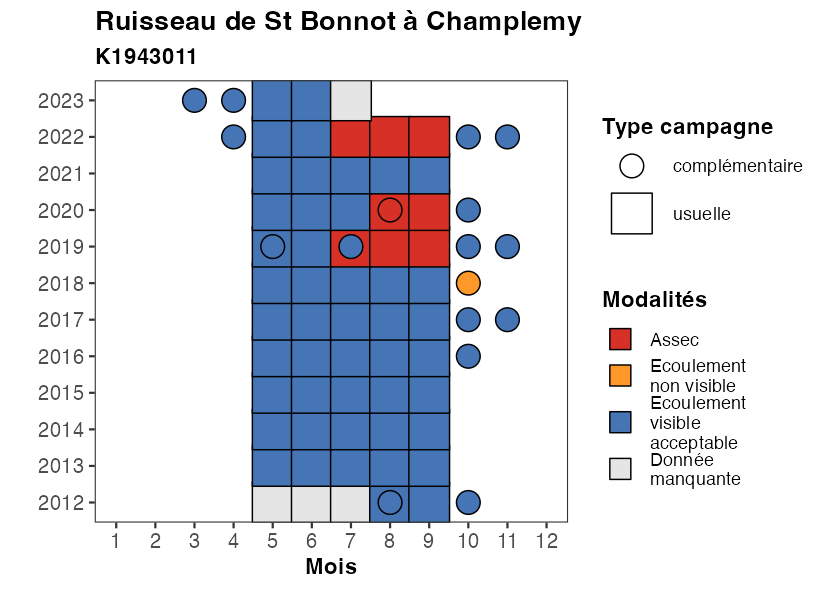 Ruisseau de St Bonnot à Champlemy
K1943011
2023
2022
2021
2020
2019
2018
2017
2016
2015
2014
2013
2012
1 2 3 4 5 6 7 8 9 10 11 12
Mois
Type campagne
complémentaire
usuelle
Modalités
Assec
Ecoulement
non visible
Ecoulement
visible
acceptable
Donnée
manquante